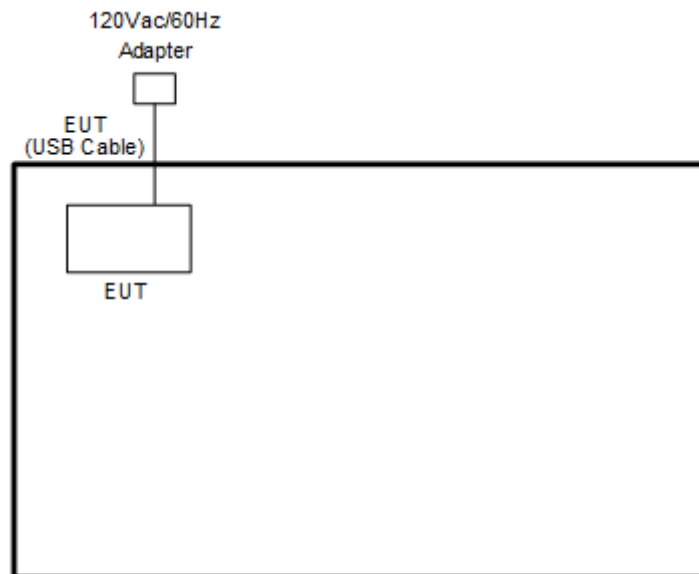 120Vac/60Hz
Adapter
EUT
(USB Cable)
EUT